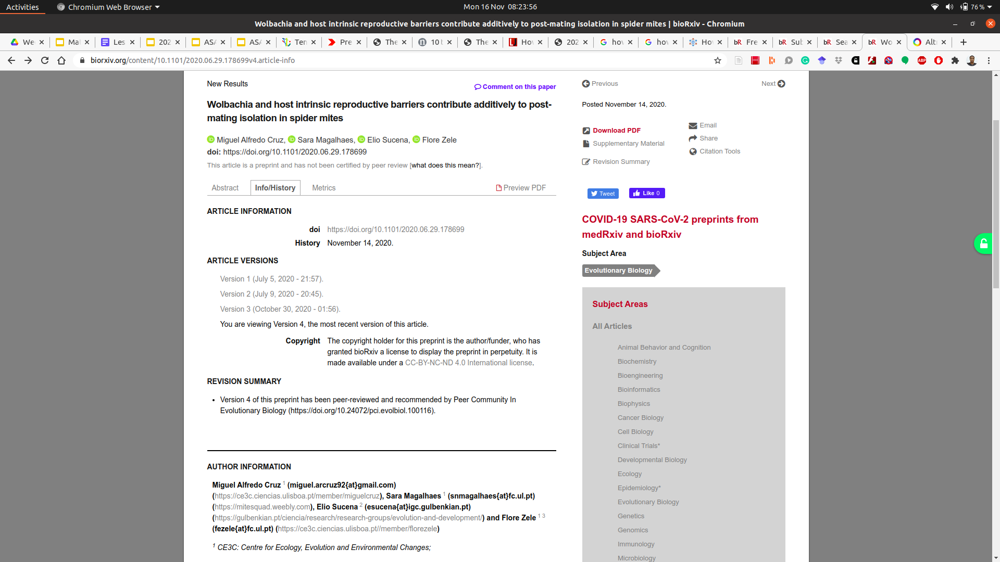 Activities
Chromium Web Browser
Mon 16 Nov 08:23:56
76 %
Wolbachia and host intrinsic reproductive barriers contribute additively to post-mating isolation in spider mites | bioRxiv - Chromium
We
Mat
Les
202
ASA
ASA
Ten
Pre
The
10 t
The
Hov
202
hov
hov
Hov
bR Fre
bR Sub
bR Sea
bR Wo
Alt
biorxiv.org/content/10.1101/2020.06.29.178699v4.article-info
ABP
New Results
Comment on this paper
Wolbachia and host intrinsic reproductive barriers contribute additively to post-
mating isolation in spider mites
iD Miguel Alfredo Cruz, iD Sara Magalhaes, iD Elio Sucena, iD Flore Zele
doi: https://doi.org/10.1101/2020.06.29.178699
This article is a preprint and has not been certified by peer review [what does this mean?].
Abstract
Info/History
Metrics
Preview PDF
ARTICLE INFORMATION
doi https://doi.org/10.1101/2020.06.29.178699
History November 14, 2020.
ARTICLE VERSIONS
Version 1 (July 5, 2020 - 21:57).
Version 2 (July 9, 2020 - 20:45).
Version 3 (October 30, 2020 - 01:56).
You are viewing Version 4, the most recent version of this article.
Copyright The copyright holder for this preprint is the author/funder, who has
granted bioRxiv a license to display the preprint in perpetuity. It is
made available under a CC-BY-NC-ND 4.0 International license.
REVISION SUMMARY
• Version 4 of this preprint has been peer-reviewed and recommended by Peer Community In
Evolutionary Biology (https://doi.org/10.24072/pci.evolbiol.100116).
AUTHOR INFORMATION
Miguel Alfredo Cruz 1 (miguel.arcruz92{at}gmail.com)
(https://ce3c.ciencias.ulisboa.pt/member/miguelcruz), Sara Magalhaes 1 (snmagalhaes{at}fc.ul.pt)
(https://mitesquad.weebly.com), Elio Sucena 2 (esucena{at}igc.gulbenkian.pt)
(https://gulbenkian.pt/ciencia/research/research-groups/evolution-and-development/) and Flore Zele 1 3
(fezele{at}fc.ul.pt) (https://ce3c.ciencias.ulisboa.pt//member/florezele)
1 CE3C: Centre for Ecology, Evolution and Environmental Changes;
Previous
Next
Posted November 14, 2020.
Download PDF
Supplementary Material
Revision Summary
Email
Share
Citation Tools
Tweet
Like 0
COVID-19 SARS-CoV-2 preprints from
medRxiv and bioRxiv
Subject Area
Evolutionary Biology
Subject Areas
All Articles
Animal Behavior and Cognition
Biochemistry
Bioengineering
Bioinformatics
Biophysics
Cancer Biology
Cell Biology
Clinical Trials*
Developmental Biology
Ecology
Epidemiology*
Evolutionary Biology
Genetics
Genomics
Immunology
Microbiology